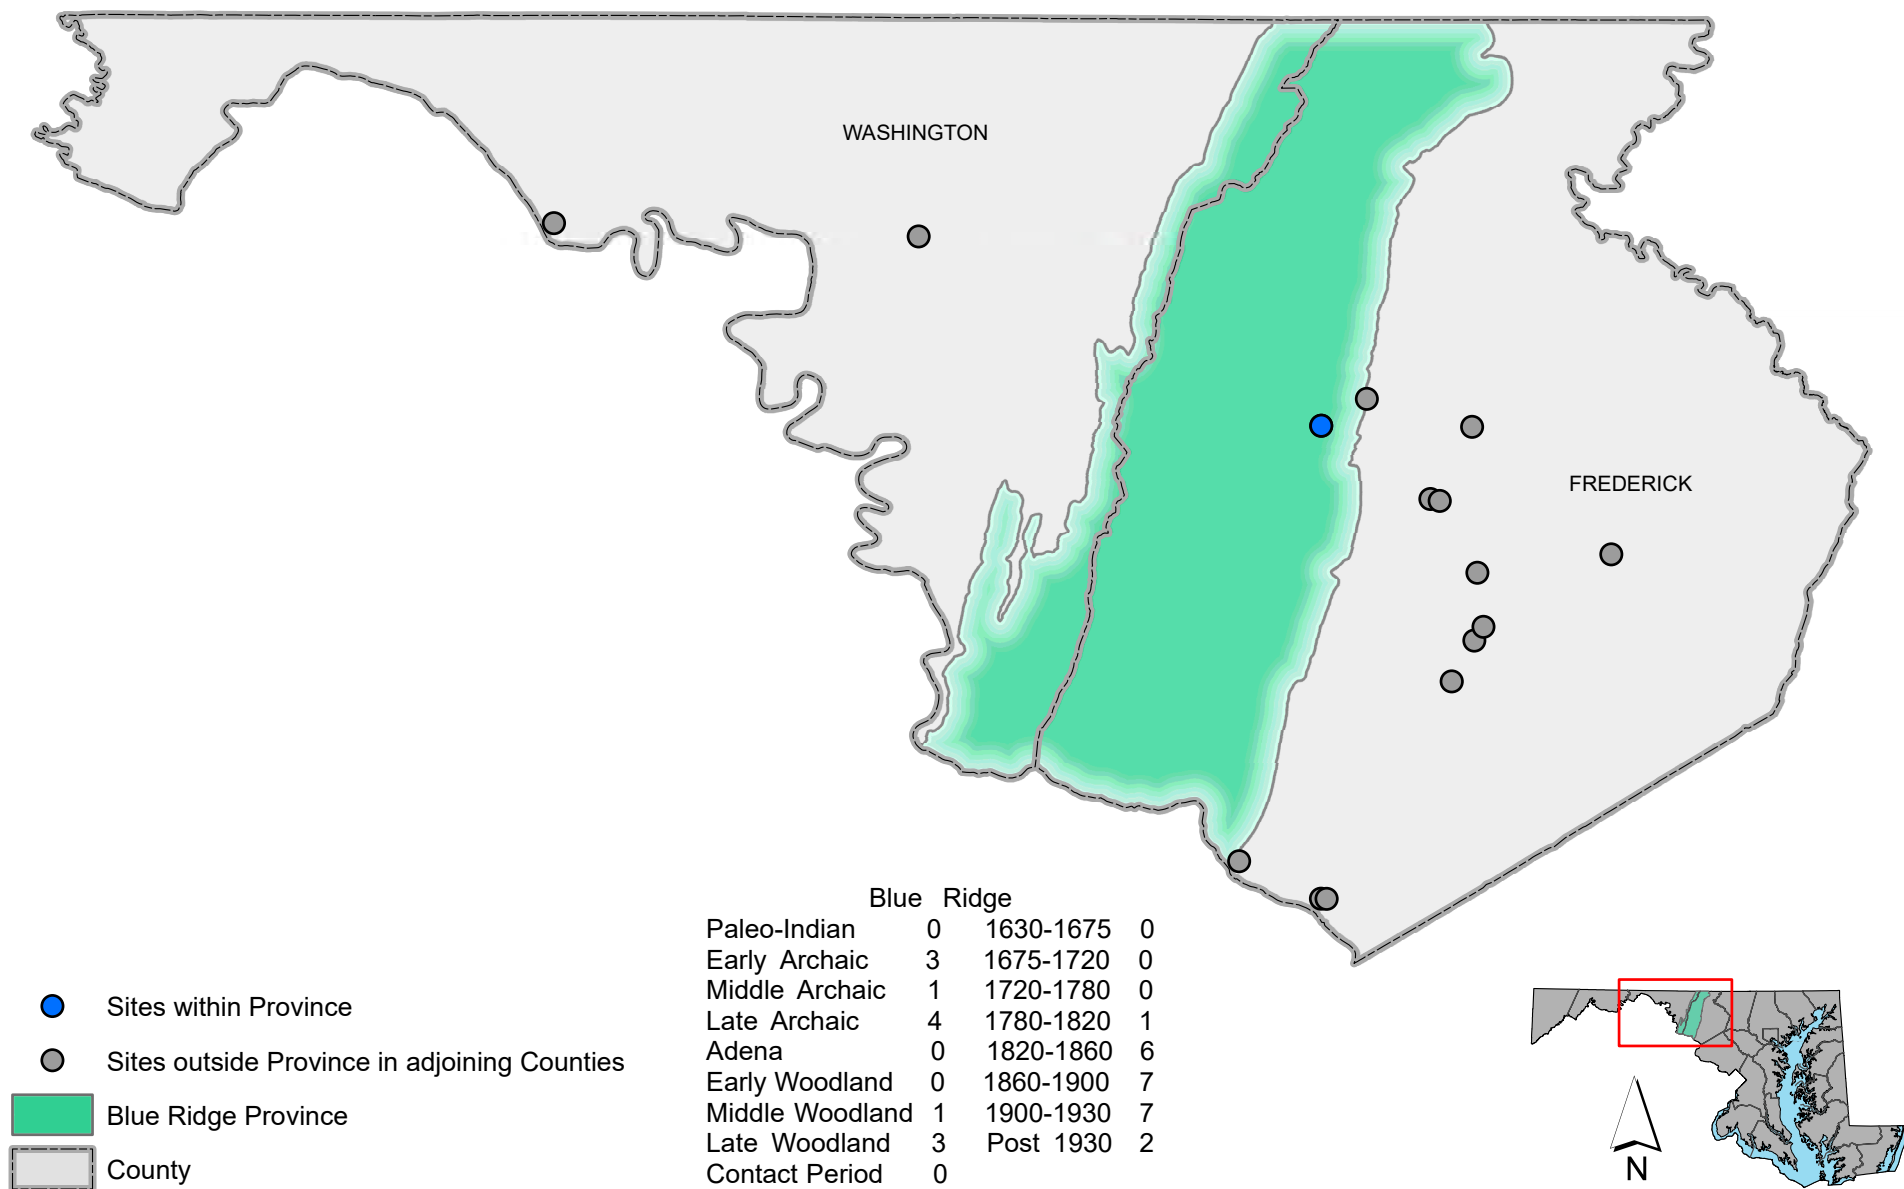 WASHINGTON
FREDERICK
Blue Ridge
Paleo-Indian 0 1630-1675 0
Early Archaic 3 1675-1720 0
Middle Archaic 1 1720-1780 0
Late Archaic 4 1780-1820 1
Adena 0 1820-1860 6
Early Woodland 0 1860-1900 7
Middle Woodland 1 1900-1930 7
Late Woodland 3 Post 1930 2
Contact Period 0
Sites within Province
Sites outside Province in adjoining Counties
Blue Ridge Province
County
N